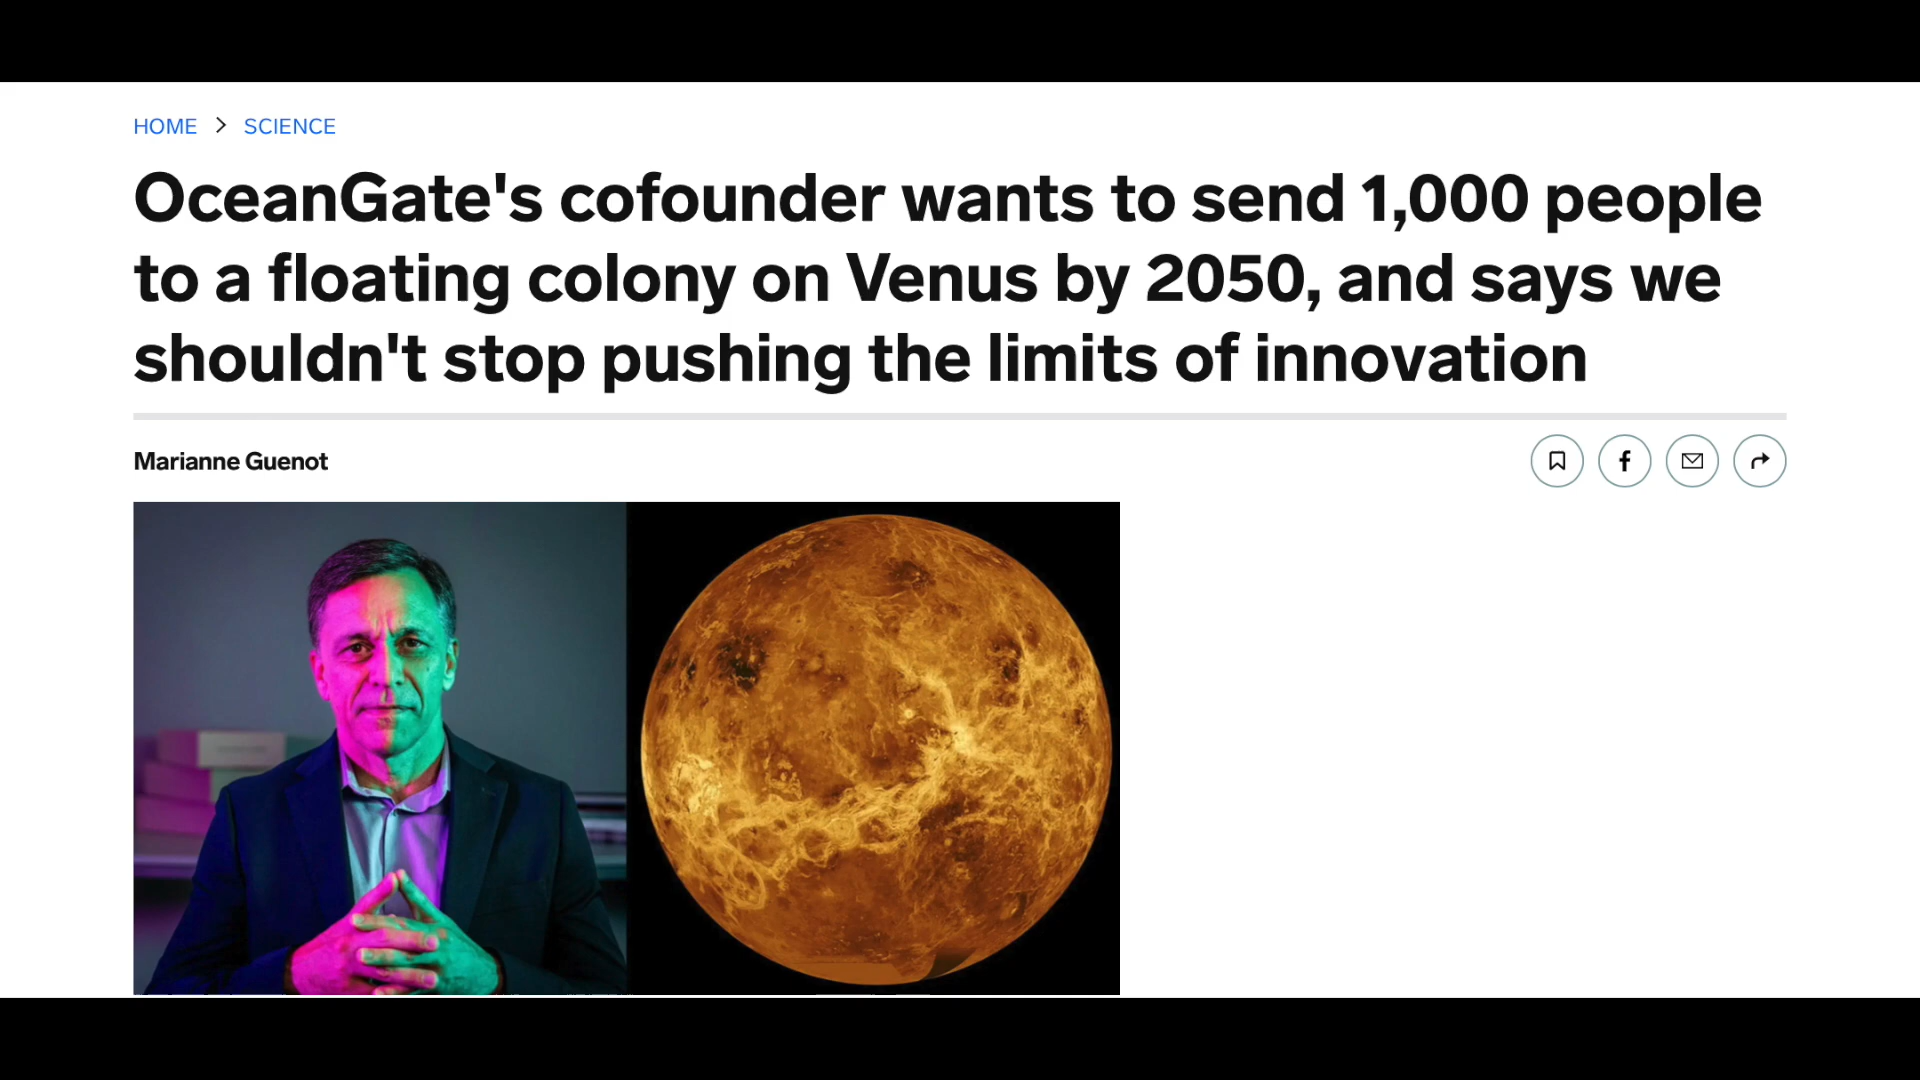 HOME > SCIENCE
OceanGate's cofounder wants to send 1,000 people
to a floating colony on Venus by 2050, and says we
shouldn't stop pushing the limits of innovation
Marianne Guenot